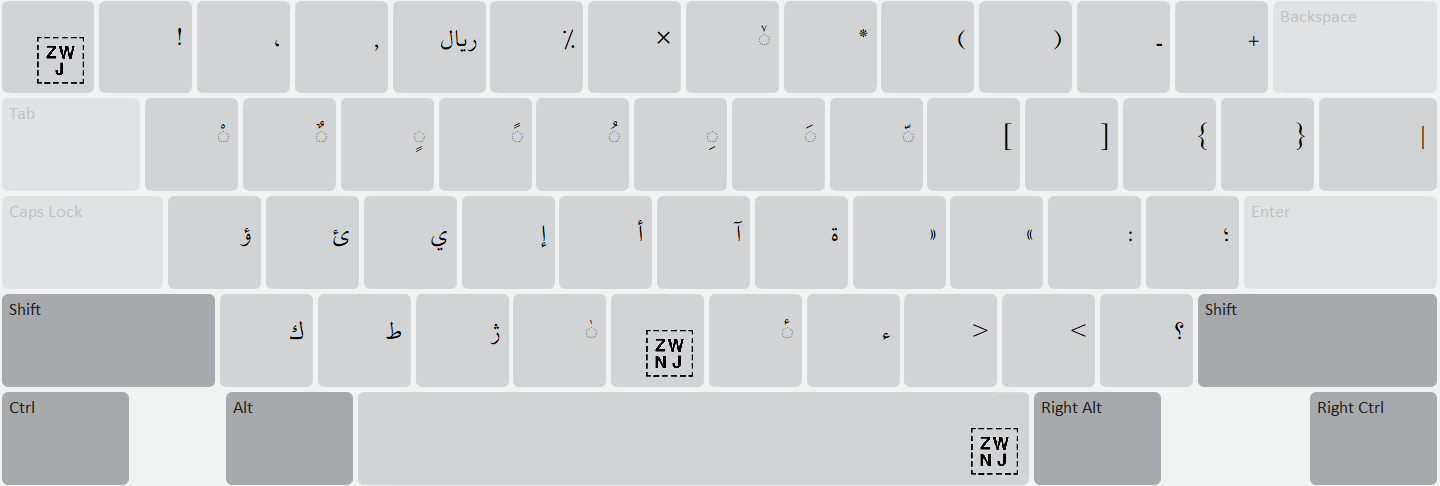 ZWJ ! ، , ریال ٪ × ◌ٚ * ) ( - + Backspace
Tab ◌ْ ◌ٌ ◌ٍ ◌ً ◌ُ ◌ِ ◌َ ◌ّ [ ] { } |
Caps Lock ؤ ئ ي إ أ آ ة » « : ؛ Enter
Shift ك ط ژ ◌ٰ ZWNJ ◌ٔ ء > < ؟ Shift
Ctrl Alt ZWNJ Right Alt Right Ctrl